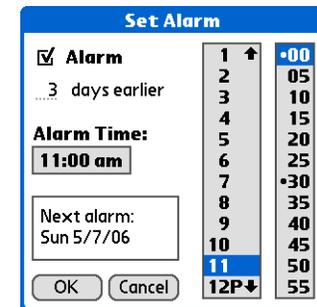 Set Alarm
Alarm
3 days earlier
Alarm Time:
11:00 am
Next alarm:
Sun 5/7/06
OK Cancel
1
2
3
4
5
6
7
8
9
10
11
12P
•00
05
10
15
20
25
•30
35
40
45
50
55